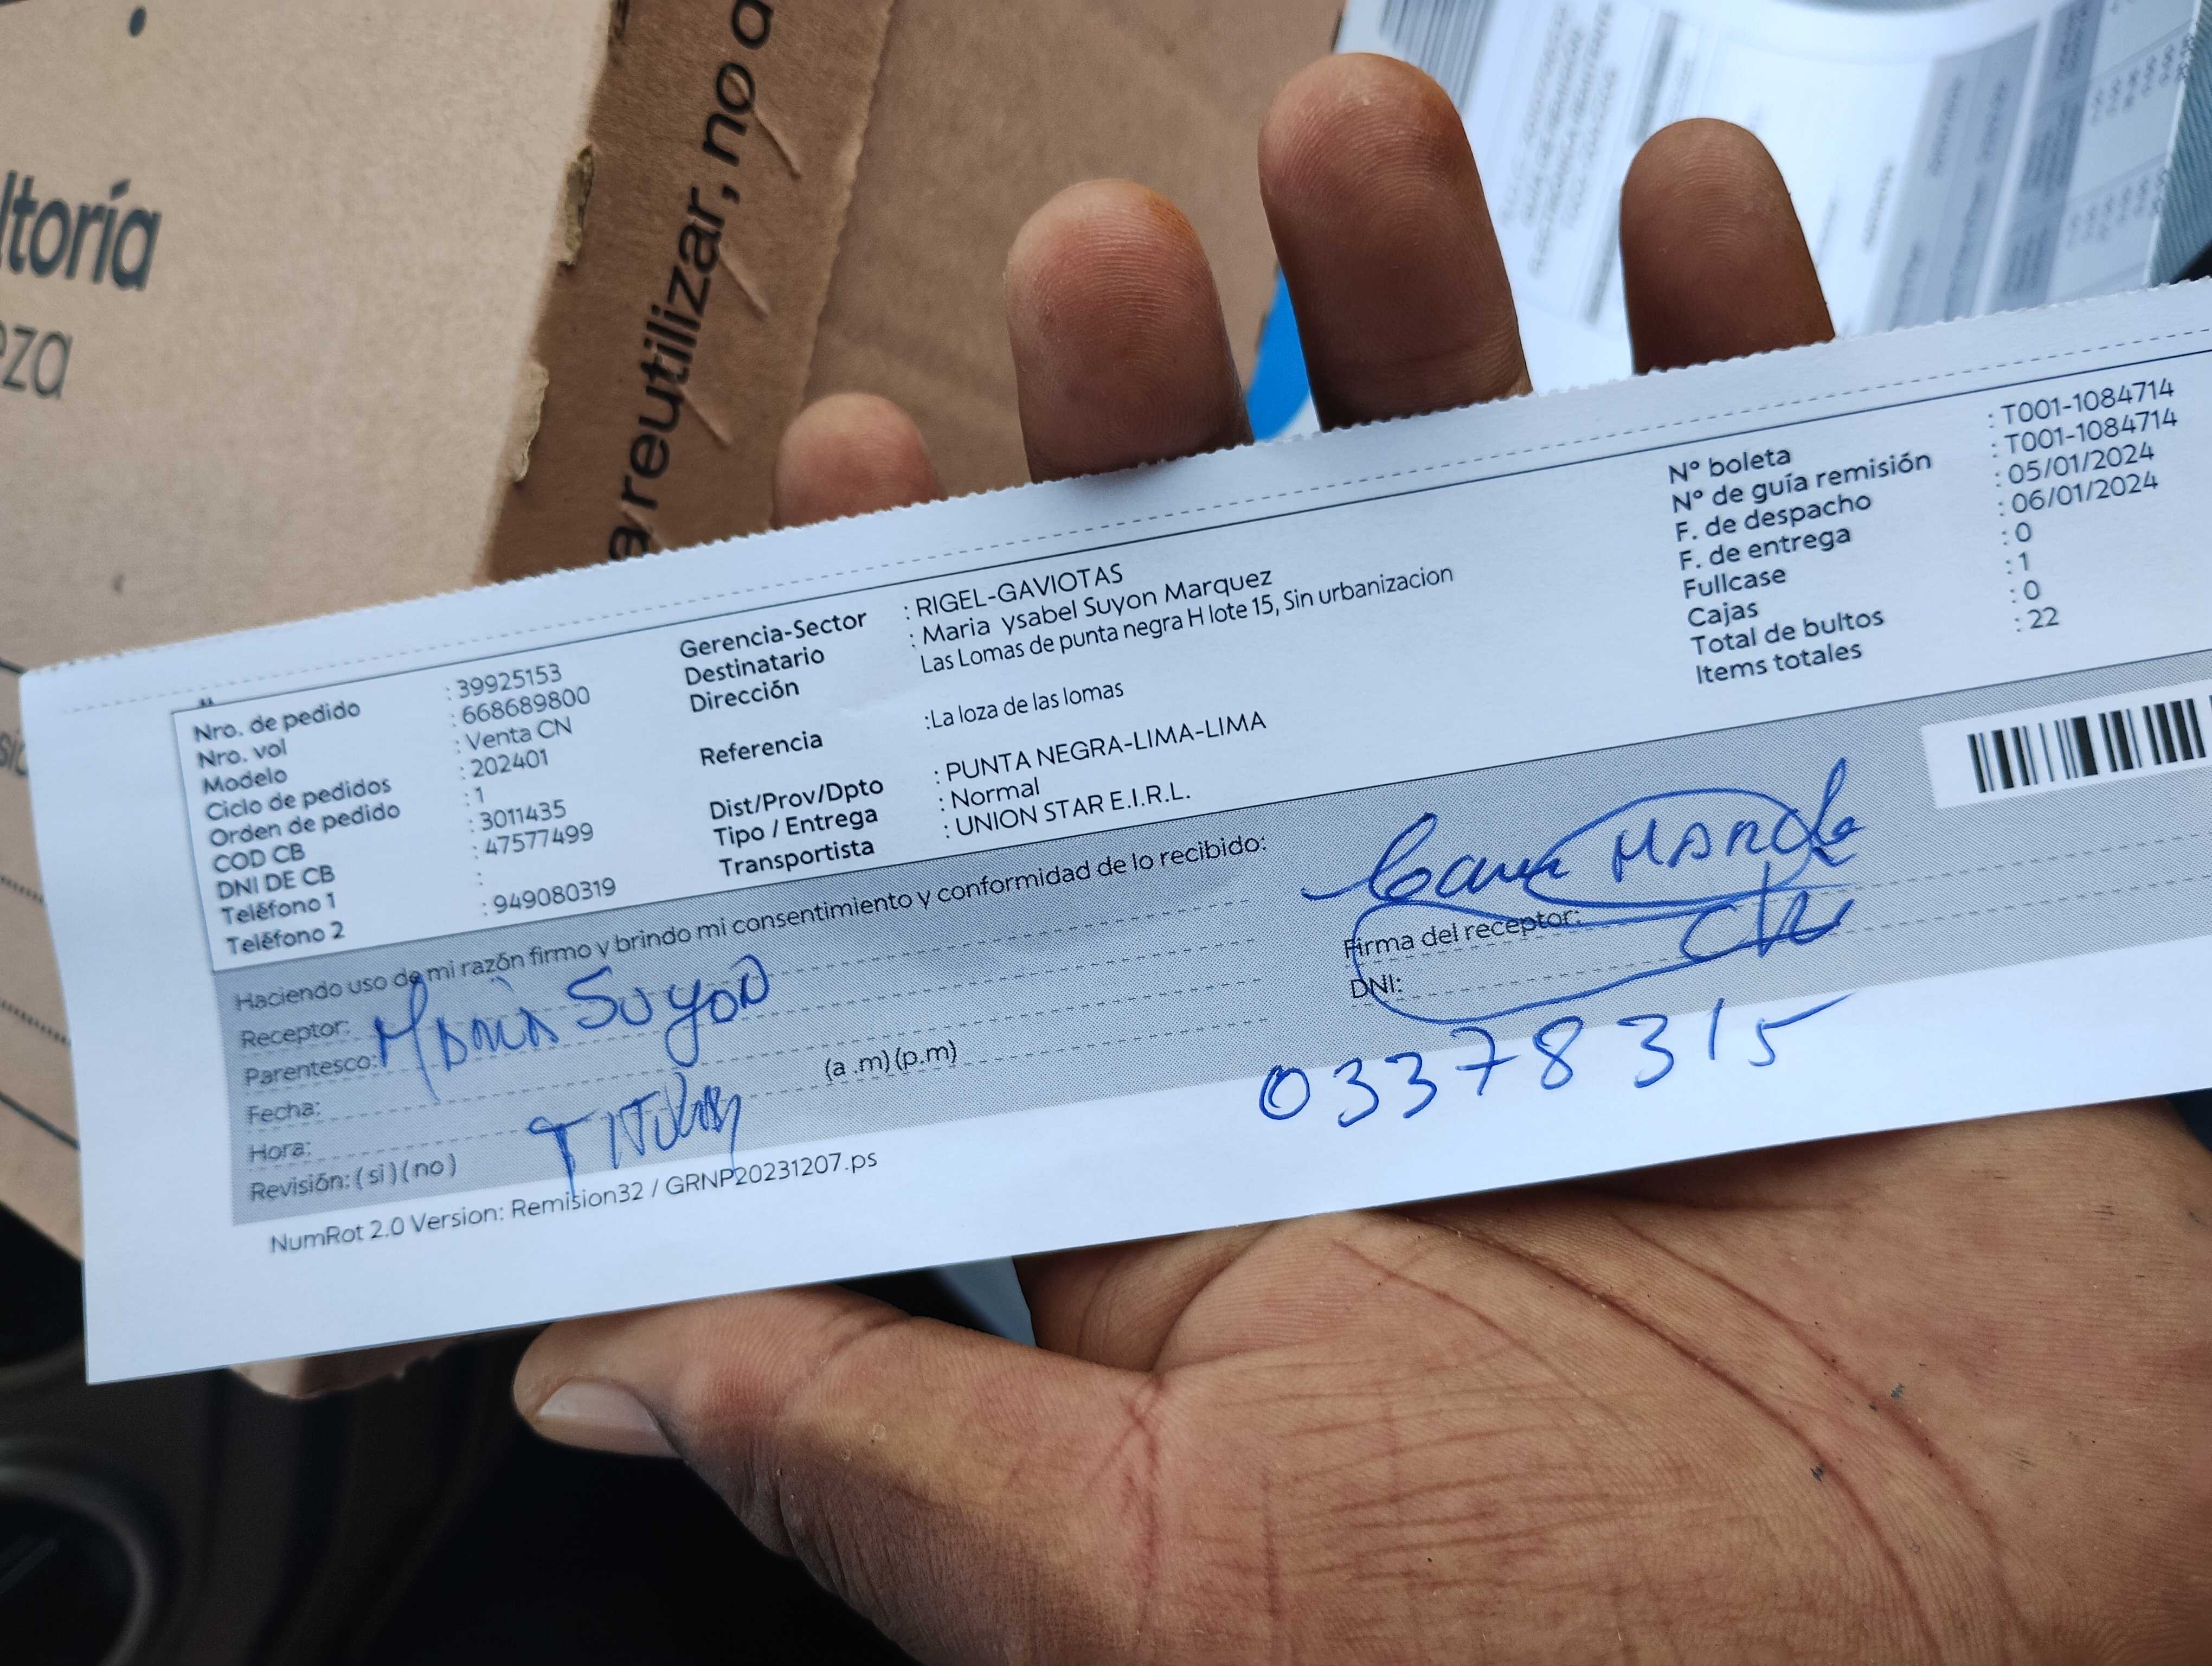 ltoría
eza
a reutilizar, no a
Nro. de pedido : 39925153
Nro. vol : 668689800
Modelo : Venta CN
Ciclo de pedidos : 202401
Orden de pedido : 1
COD CB : 3011435
DNI DE CB : 47577499
Teléfono 1 :
Teléfono 2 : 949080319
Gerencia-Sector : RIGEL-GAVIOTAS
Destinatario : Maria ysabel Suyon Marquez
Dirección Las Lomas de punta negra H lote 15, Sin urbanizacion
Referencia :La loza de las lomas
Dist/Prov/Dpto : PUNTA NEGRA-LIMA-LIMA
Tipo / Entrega : Normal
Transportista : UNION STAR E.I.R.L.
N° boleta : T001-1084714
N° de guía remisión : T001-1084714
F. de despacho : 05/01/2024
F. de entrega : 06/01/2024
Fullcase : 0
Cajas : 1
Total de bultos : 0
Items totales : 22
Haciendo uso de mi razón firmo y brindo mi consentimiento y conformidad de lo recibido:
Receptor: Maria Suyon
Parentesco:
Fecha:
Hora: (a .m) (p.m)
Titular
Revisión: ( si ) ( no )
Firma del receptor:
DNI:
03378315
NumRot 2.0 Version: Remision32 / GRNP20231207.ps